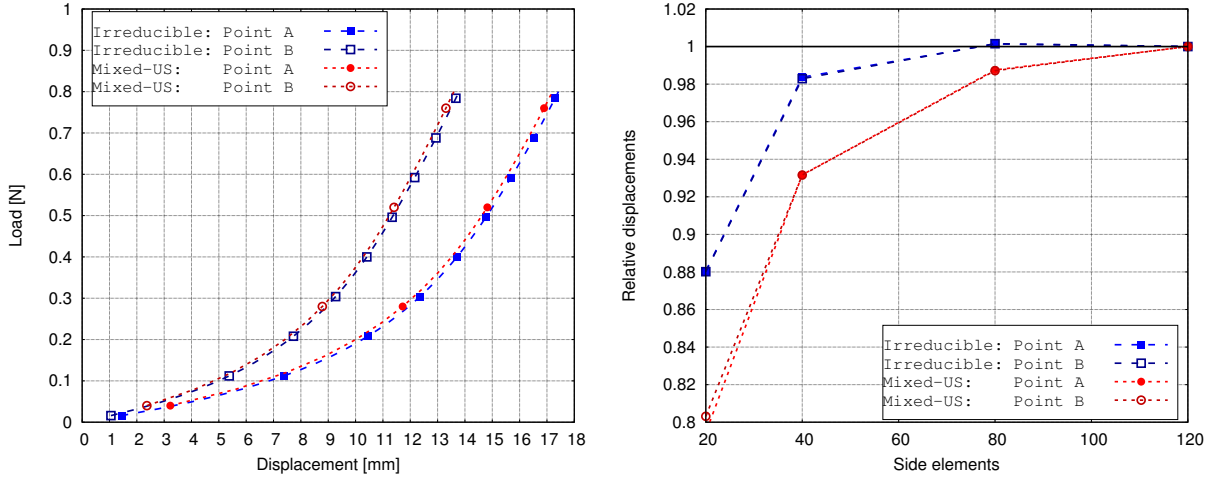 Load [N]
1
0.9
0.8
0.7
0.6
0.5
0.4
0.3
0.2
0.1
0
Irreducible: Point A
Irreducible: Point B
Mixed-US: Point A
Mixed-US: Point B
0 1 2 3 4 5 6 7 8 9 10 11 12 13 14 15 16 17 18
Displacement [mm]
Relative displacements
1.02
1
0.98
0.96
0.94
0.92
0.9
0.88
0.86
0.84
0.82
0.8
Irreducible: Point A
Irreducible: Point B
Mixed-US: Point A
Mixed-US: Point B
20 40 60 80 100 120
Side elements